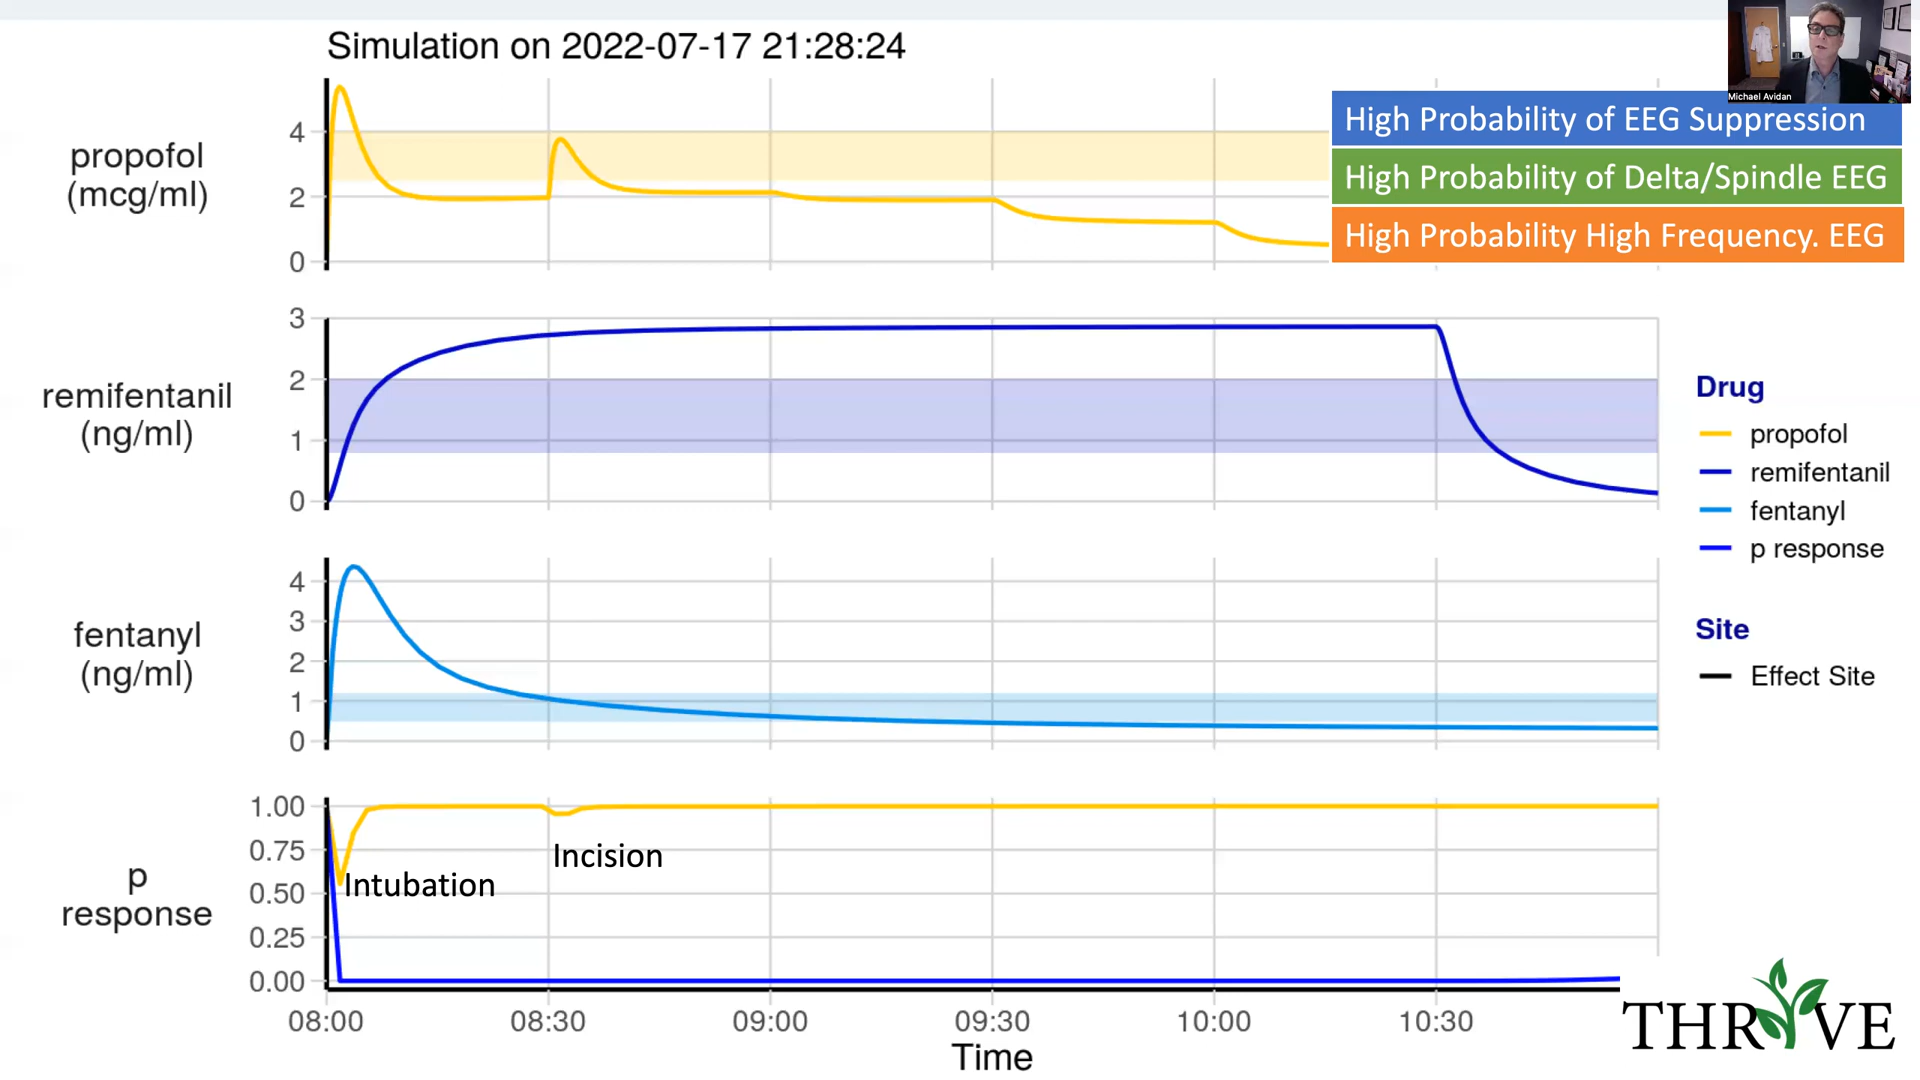 Simulation on 2022-07-17 21:28:24
Michael Avidan
High Probability of EEG Suppression
High Probability of Delta/Spindle EEG
High Probability High Frequency. EEG
propofol
(mcg/ml)
4
2
0
remifentanil
(ng/ml)
3
2
1
0
fentanyl
(ng/ml)
4
3
2
1
0
p
response
1.00
0.75
0.50
0.25
0.00
Intubation
Incision
08:00
08:30
09:00
09:30
10:00
10:30
Time
Drug
propofol
remifentanil
fentanyl
p response
Site
Effect Site
THRIVE